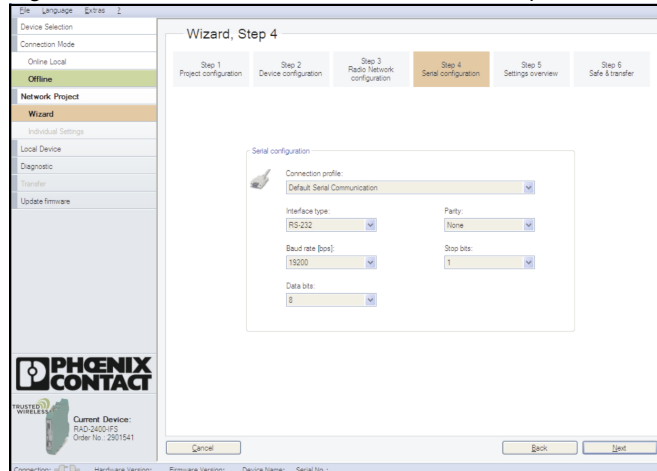 File Language Extras ?
Device Selection
Connection Mode
Online Local
Offline
Network Project
Wizard
Individual Settings
Local Device
Diagnostic
Transfer
Update firmware
PHŒNIX
CONTACT
TRUSTED
WIRELESS
Current Device:
RAD-2400-IFS
Order No.: 2901541
Wizard, Step 4
Step 1
Project configuration
Step 2
Device configuration
Step 3
Radio Network
configuration
Step 4
Serial configuration
Step 5
Settings overview
Step 6
Safe & transfer
Serial configuration
Connection profile:
Default Serial Communication
Interface type:
RS-232
Parity:
None
Baud rate [bps]:
19200
Stop bits:
1
Data bits:
8
Cancel
Back
Next
Connection: Hardware Version: Firmware Version: Device Name: Serial No.: